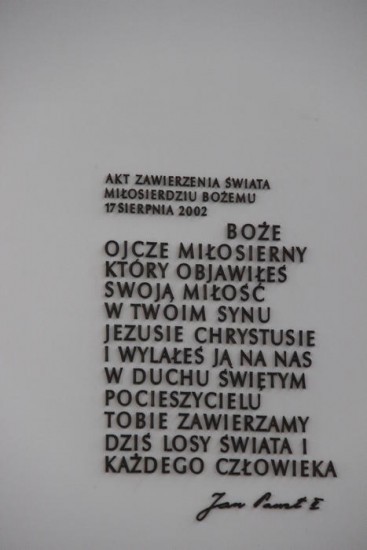 AKT ZAWIERZENIA ŚWIATA
MIŁOSIERDZIU BOŻEMU
17 SIERPNIA 2002
BOŻE
OJCZE MIŁOSIERNY
KTÓRY OBJAWIŁEŚ
SWOJĄ MIŁOŚĆ
W TWÓIM SYNU
JEZUSIE CHRYSTUSIE
I WYLAŁEŚ JĄ NA NAS
W DUCHU ŚWIĘTYM
POCIESZYCIELU
TOBIE ZAWIERZAMY
DZIŚ LOSY ŚWIATA I
KAŻDEGO CZŁOWIEKA
Jan Paweł II